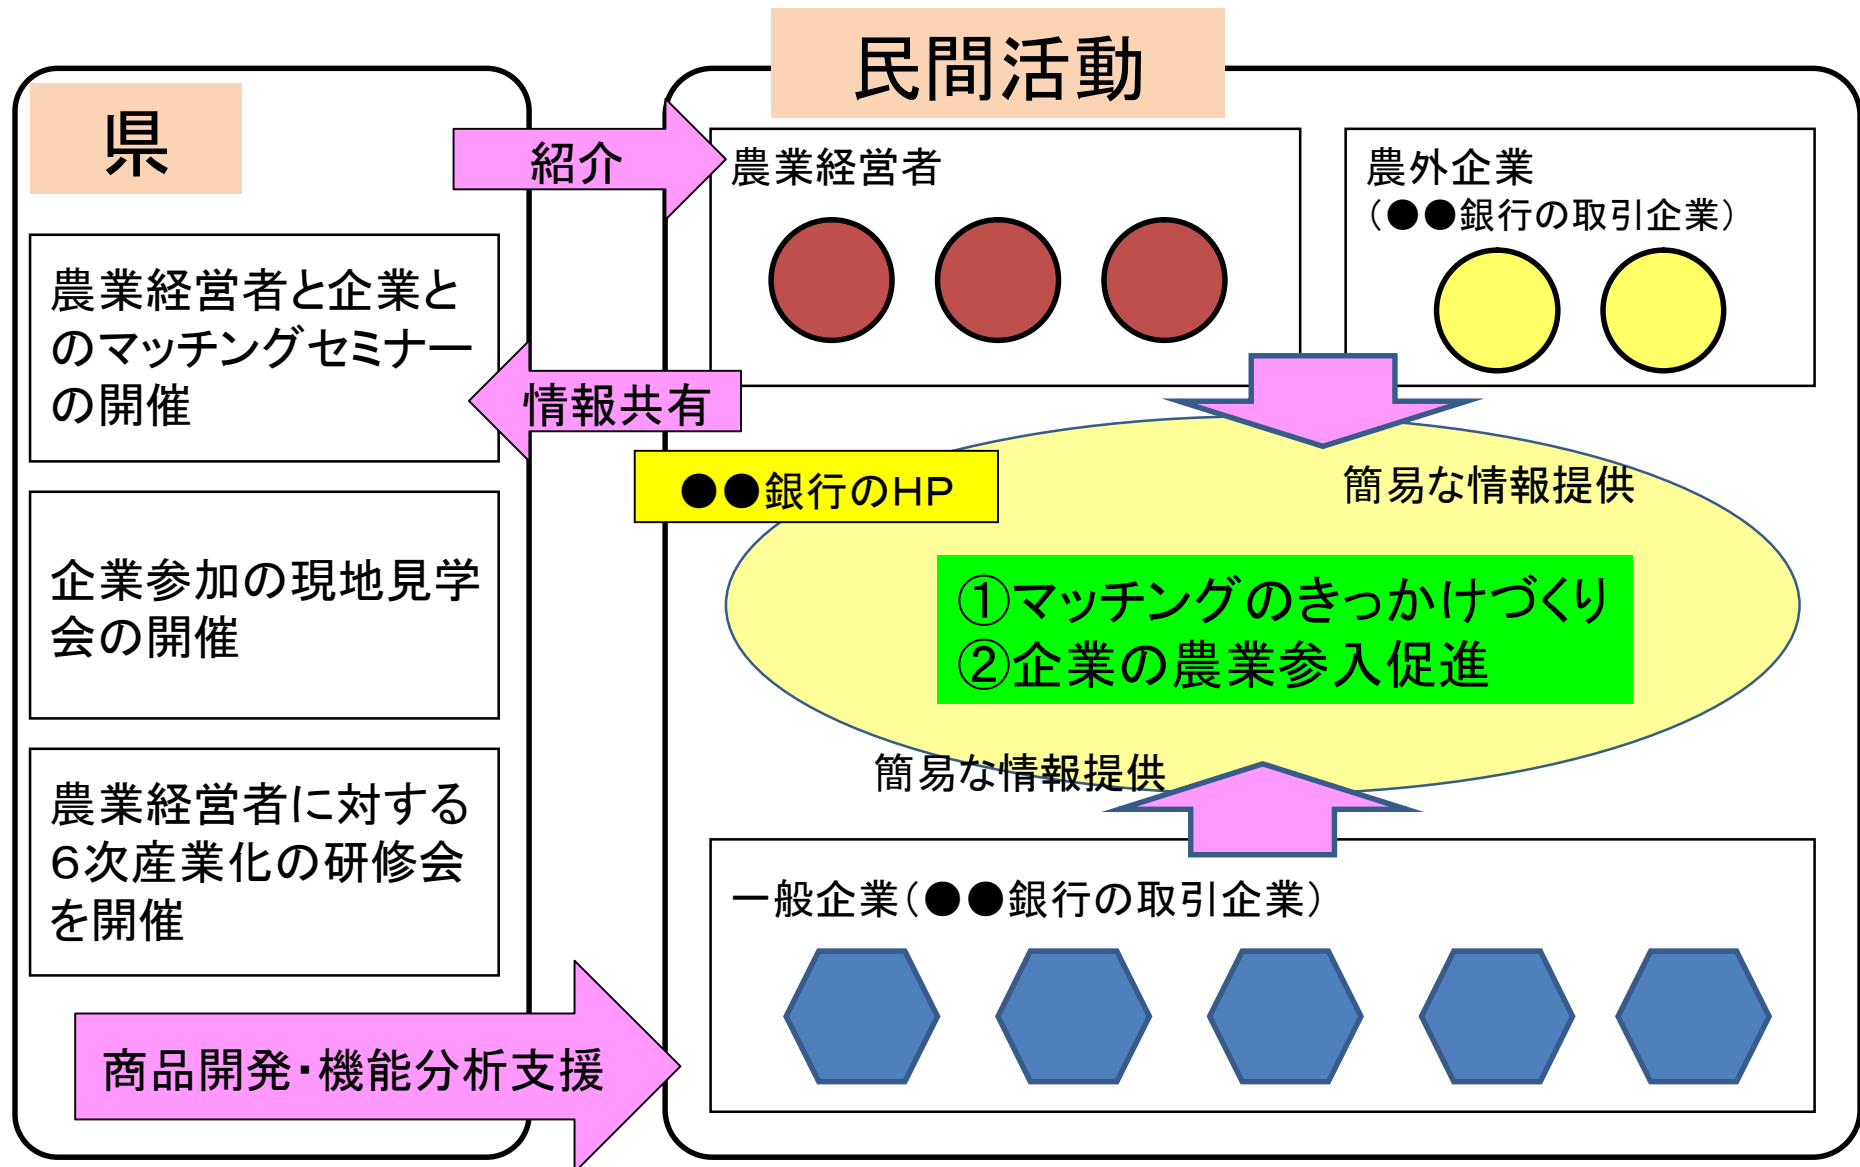 民間活動
県
紹介
農業経営者
農外企業
（●●銀行の取引企業）
農業経営者と企業と
のマッチングセミナー
の開催
情報共有
●●銀行のＨＰ
簡易な情報提供
①マッチングのきっかけづくり
②企業の農業参入促進
企業参加の現地見学
会の開催
簡易な情報提供
農業経営者に対する
６次産業化の研修会
を開催
一般企業（●●銀行の取引企業）
商品開発・機能分析支援